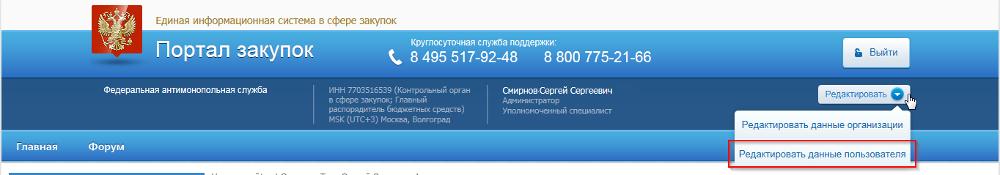 Единая информационная система в сфере закупок
Портал закупок
Круглосуточная служба поддержки:
8 495 517-92-48 8 800 775-21-66
Выйти
Федеральная антимонопольная служба
ИНН 7703516539 (Контрольный орган
в сфере закупок; Главный
распорядитель бюджетных средств)
MSK (UTC+3) Москва, Волгоград
Смирнов Сергей Сергеевич
Администратор
Уполномоченный специалист
Редактировать
Редактировать данные организации
Редактировать данные пользователя
Главная Форум